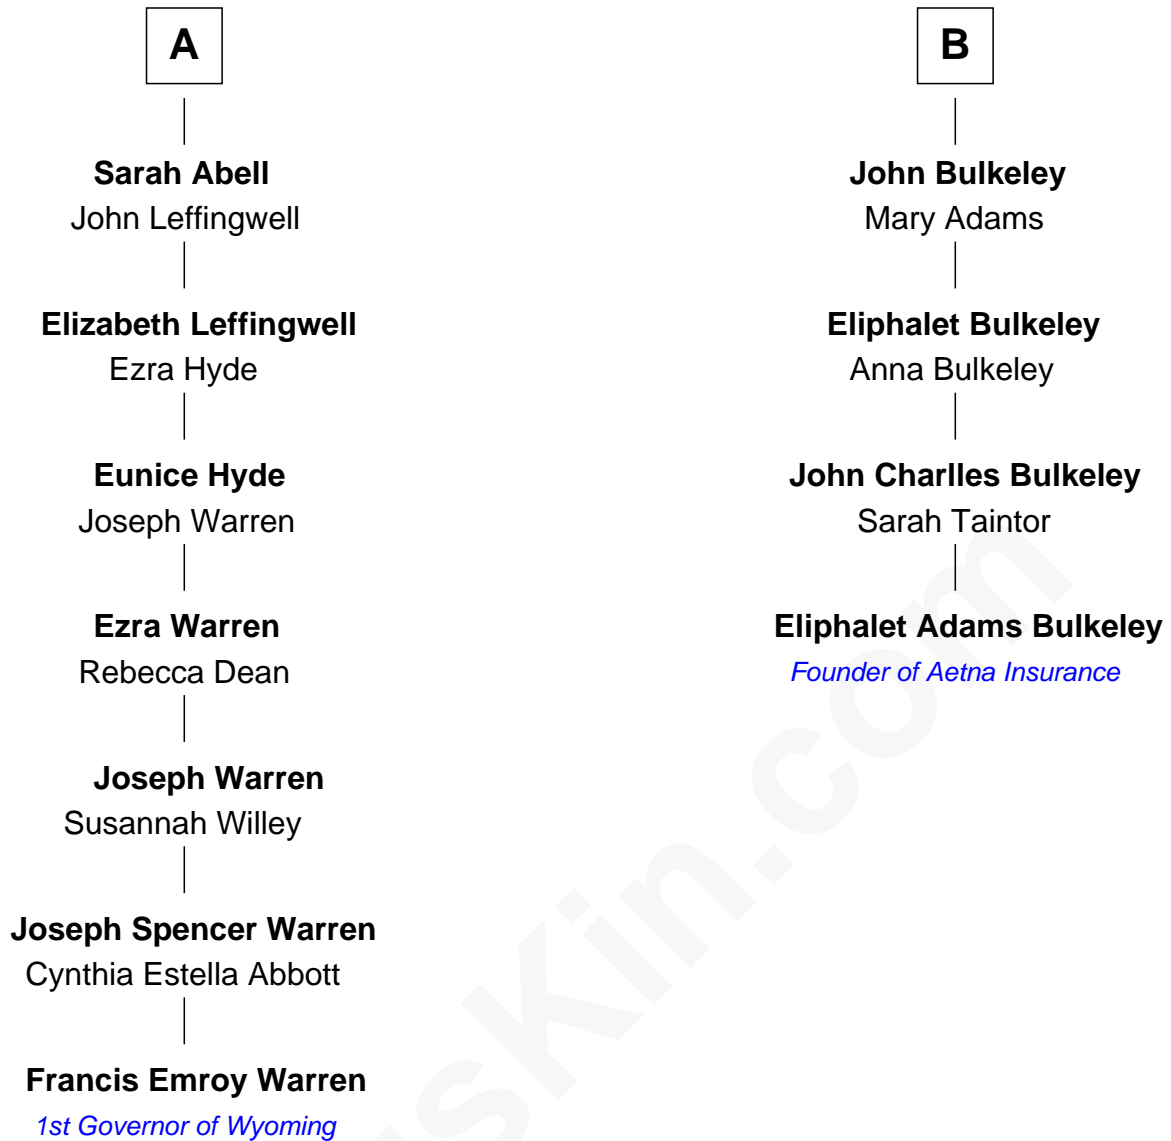 A
Sarah Abell
John Leffingwell
Elizabeth Leffingwell
Ezra Hyde
Eunice Hyde
Joseph Warren
Ezra Warren
Rebecca Dean
Joseph Warren
Susannah Willey
Joseph Spencer Warren
Cynthia Estella Abbott
Francis Emroy Warren
1st Governor of Wyoming
B
John Bulkeley
Mary Adams
Eliphalet Bulkeley
Anna Bulkeley
John Charlles Bulkeley
Sarah Taintor
Eliphalet Adams Bulkeley
Founder of Aetna Insurance